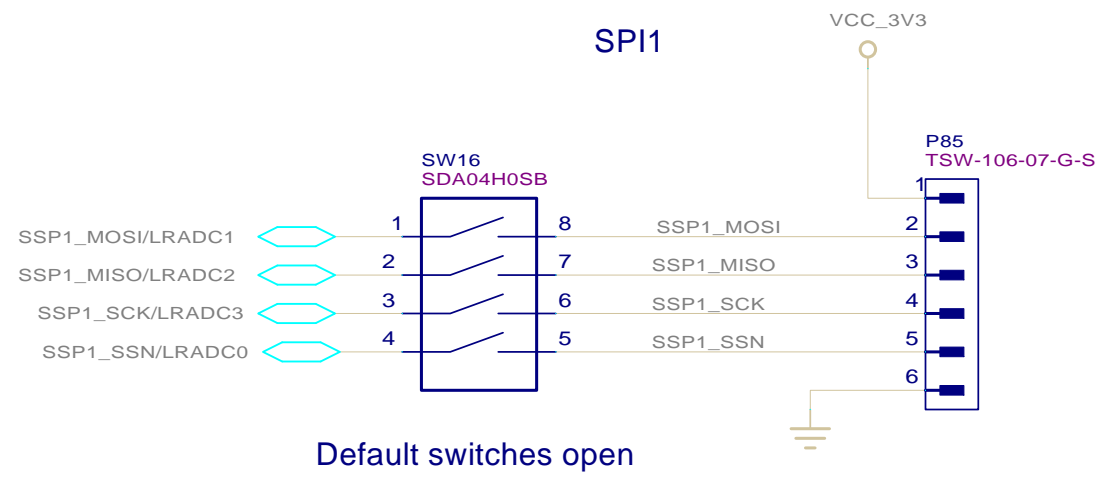 SPI1
VCC_3V3
P85
TSW-106-07-G-S
SW16
SDA04H0SB
1
SSP1_MOSI/LRADC1
1
8
SSP1_MOSI
2
SSP1_MISO/LRADC2
2
7
SSP1_MISO
3
SSP1_SCK/LRADC3
3
6
SSP1_SCK
4
SSP1_SSN/LRADC0
4
5
SSP1_SSN
5
6
Default switches open